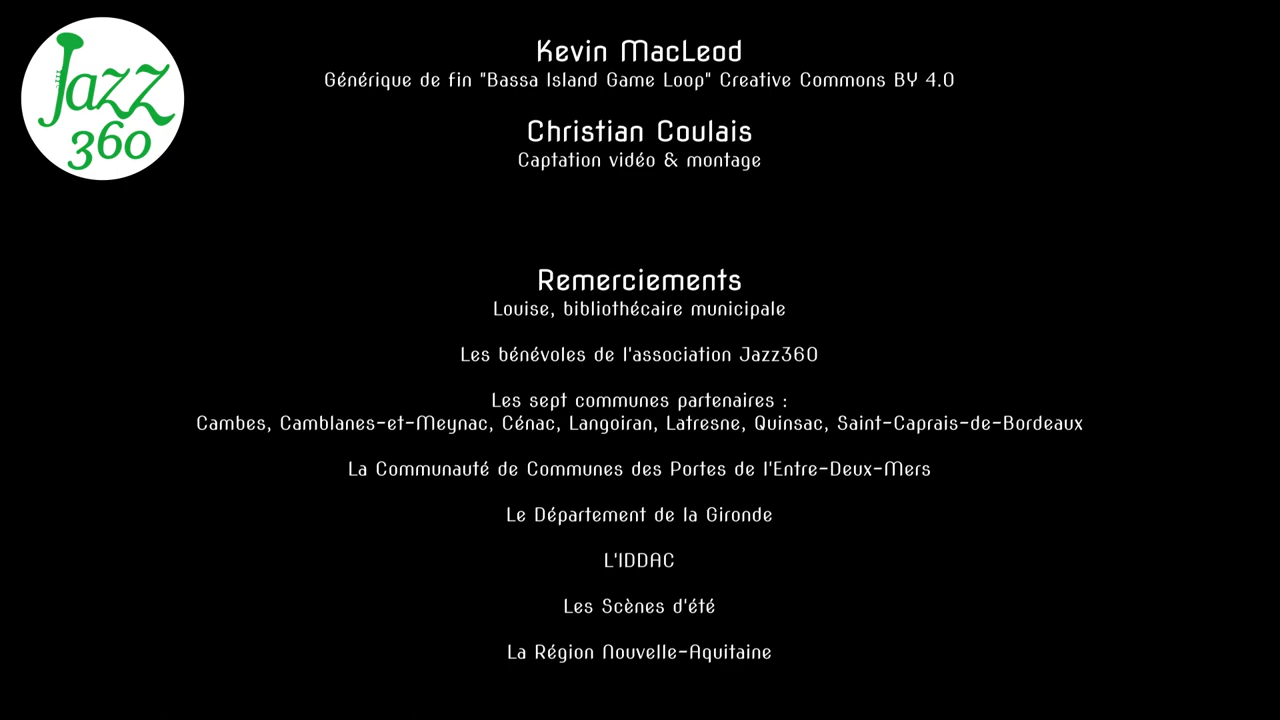 Jazz
360
Kevin MacLeod
Générique de fin "Bassa Island Game Loop" Creative Commons BY 4.0
Christian Coulais
Captation vidéo & montage
Remerciements
Louise, bibliothécaire municipale
Les bénévoles de l'association Jazz360
Les sept communes partenaires :
Cambes, Camblanes-et-Meynac, Cénac, Langoiran, Latresne, Quinsac, Saint-Caprais-de-Bordeaux
La Communauté de Communes des Portes de l'Entre-Deux-Mers
Le Département de la Gironde
L'IDDAC
Les Scènes d'été
La Région Nouvelle-Aquitaine